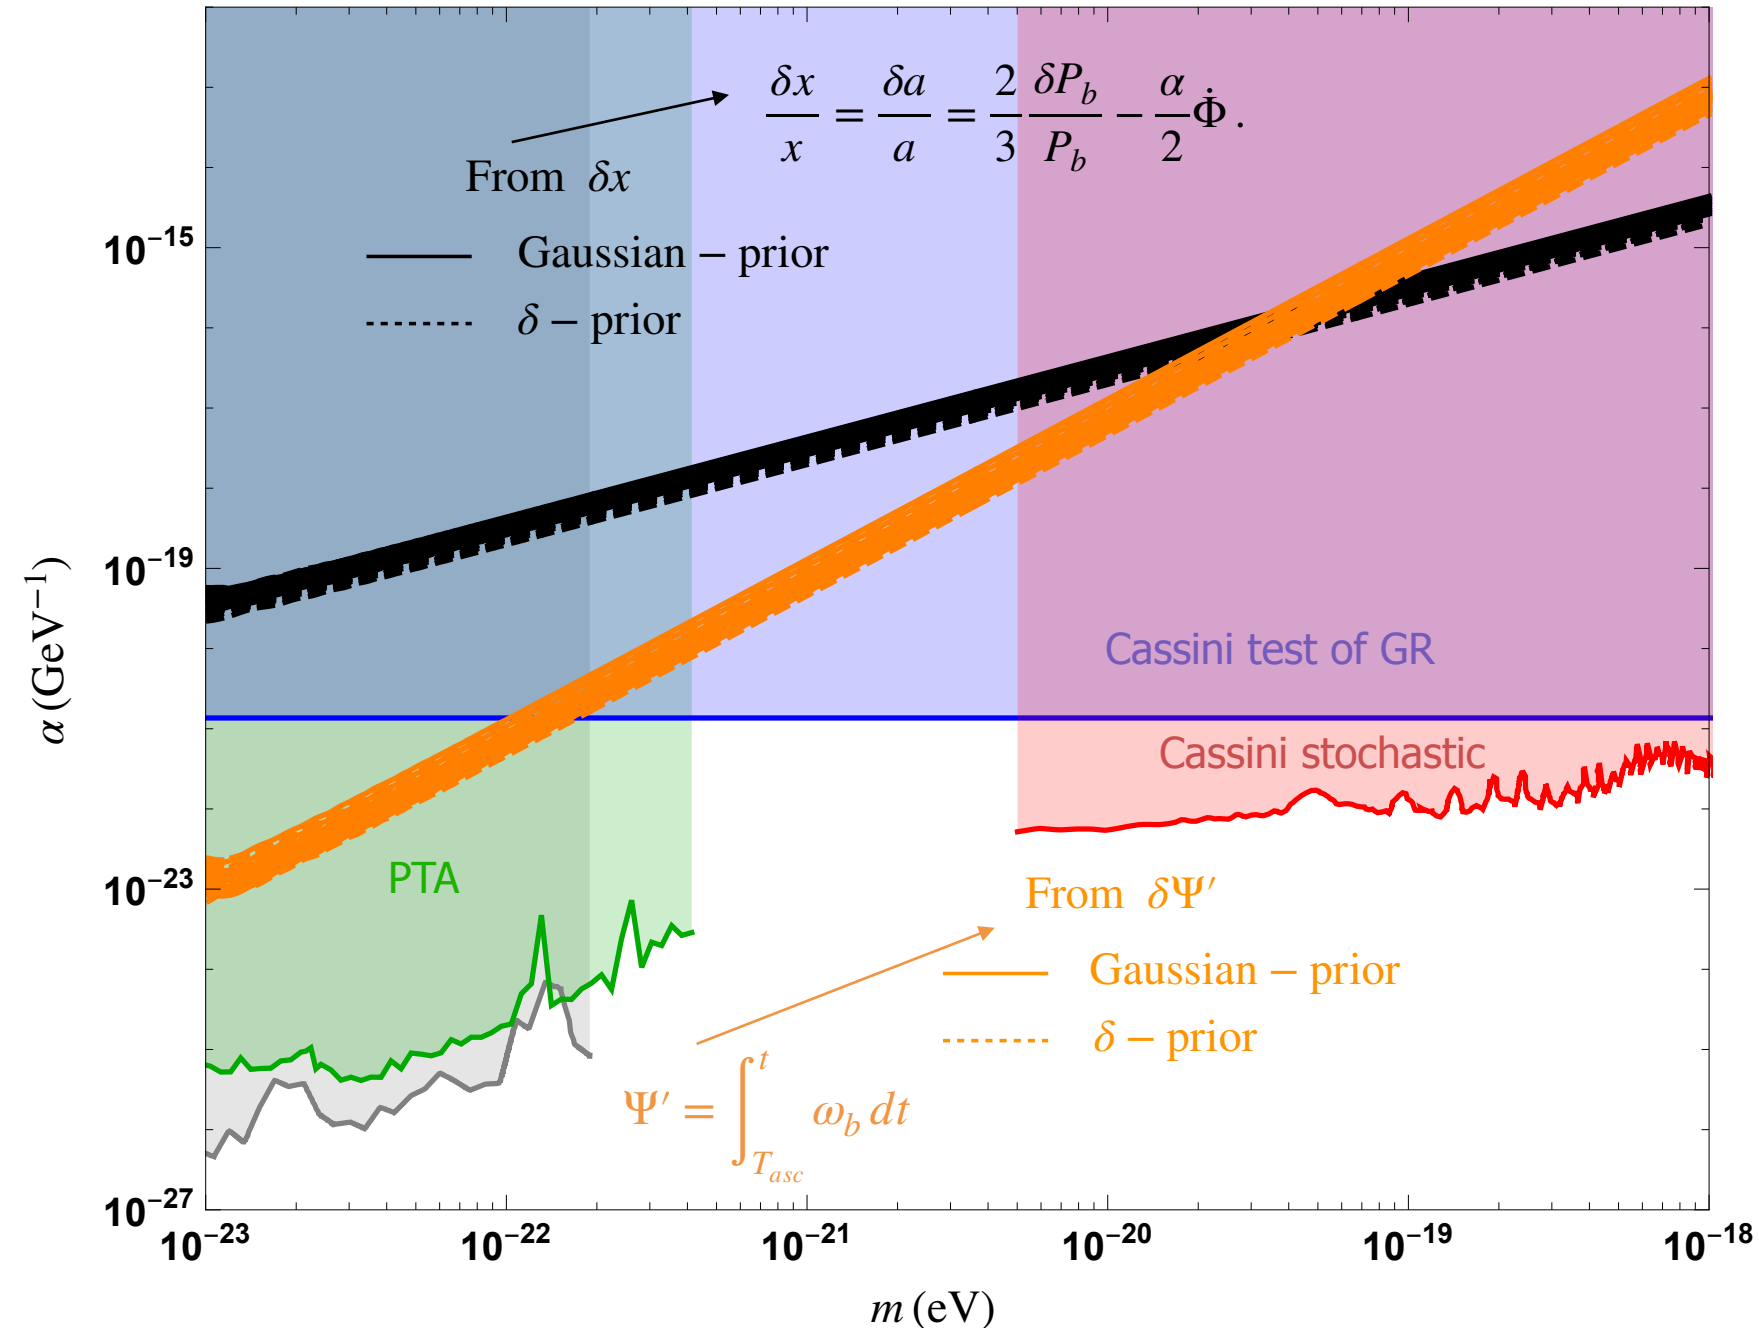 δx/x = δa/a = 2/3 δP_b/P_b − α/2 Φ̇ .
From δx
Gaussian − prior
δ − prior
10⁻¹⁵
10⁻¹⁹
10⁻²³
10⁻²⁷
α (GeV⁻¹)
Cassini test of GR
Cassini stochastic
PTA
From δΨ′
Gaussian − prior
δ − prior
Ψ′ = ∫_{T_asc}^{t} ω_b dt
10⁻²³ 10⁻²² 10⁻²¹ 10⁻²⁰ 10⁻¹⁹ 10⁻¹⁸
m (eV)